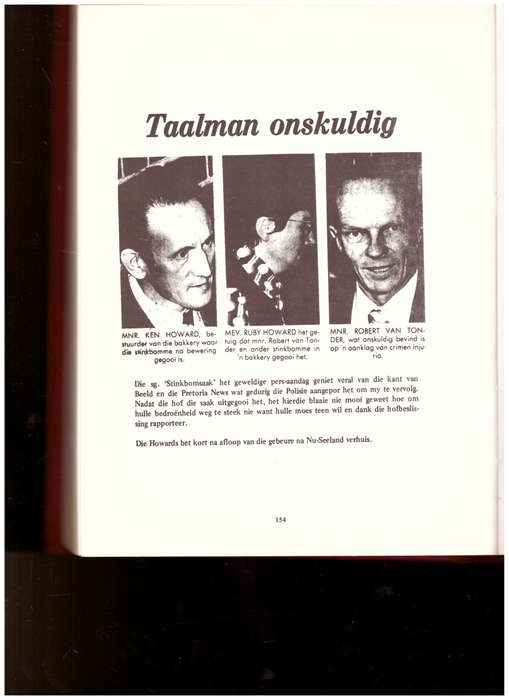 Taalman onskuldig
MNR. KEN HOWARD, be-
stuurder van die bakkery waar
die stinkbomme na bewering
gegooi is.
MEV. RUBY HOWARD het ge-
tuig dat mnr. Robert van Ton-
der en ander stinkbomme in
'n bakkery gegooi het.
MNR. ROBERT VAN TON-
DER, wat onskuldig bevind is
op 'n aanklag van crimen inju-
ria.
Die sg. 'Stinkbomsaak' het geweldige pers-aandag geniet veral van die kant van
Beeld en die Pretoria News wat gedurig die Polisie aangepor het om my te vervolg.
Nadat die hof die saak uitgegooi het, het hierdie blaaie nie mooi geweet hoe om
hulle bedroënheid weg te steek nie want hulle moes teen wil en dank die hofbeslis-
sing rapporteer.
Die Howards het kort na afloop van die gebeure na Nu-Seeland verhuis.
154